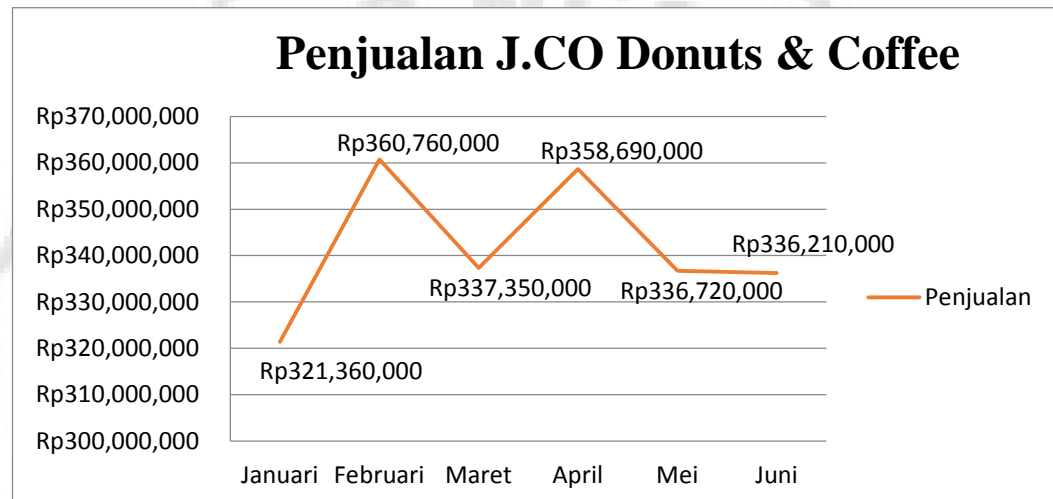 Penjualan J.CO Donuts & Coffee
Rp370,000,000
Rp360,000,000
Rp350,000,000
Rp340,000,000
Rp330,000,000
Rp320,000,000
Rp310,000,000
Rp300,000,000
Rp321,360,000
Rp360,760,000
Rp337,350,000
Rp358,690,000
Rp336,720,000
Rp336,210,000
Januari Februari Maret April Mei Juni
Penjualan